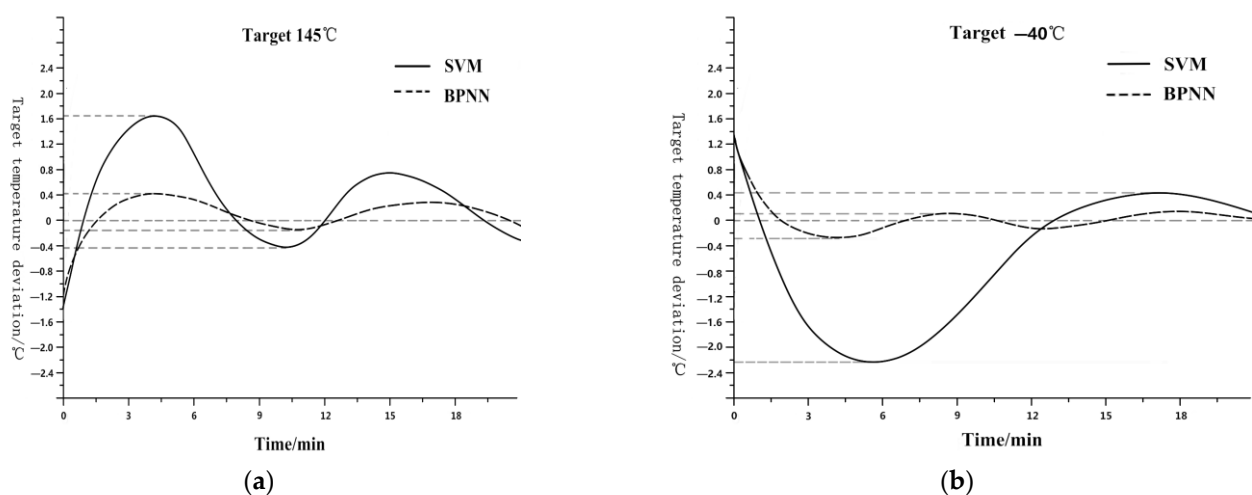 Target 145℃
SVM
BPNN
Target temperature deviation/℃
2.4
2.0
1.6
1.2
0.8
0.4
0
—0.4
—0.8
—1.2
—1.6
—2.0
—2.4
0 3 6 9 12 15 18
Time/min
(a)
Target —40℃
SVM
BPNN
Target temperature deviation/℃
2.4
2.0
1.6
1.2
0.8
0.4
0
—0.4
—0.8
—1.2
—1.6
—2.0
—2.4
0 3 6 9 12 15 18
Time/min
(b)